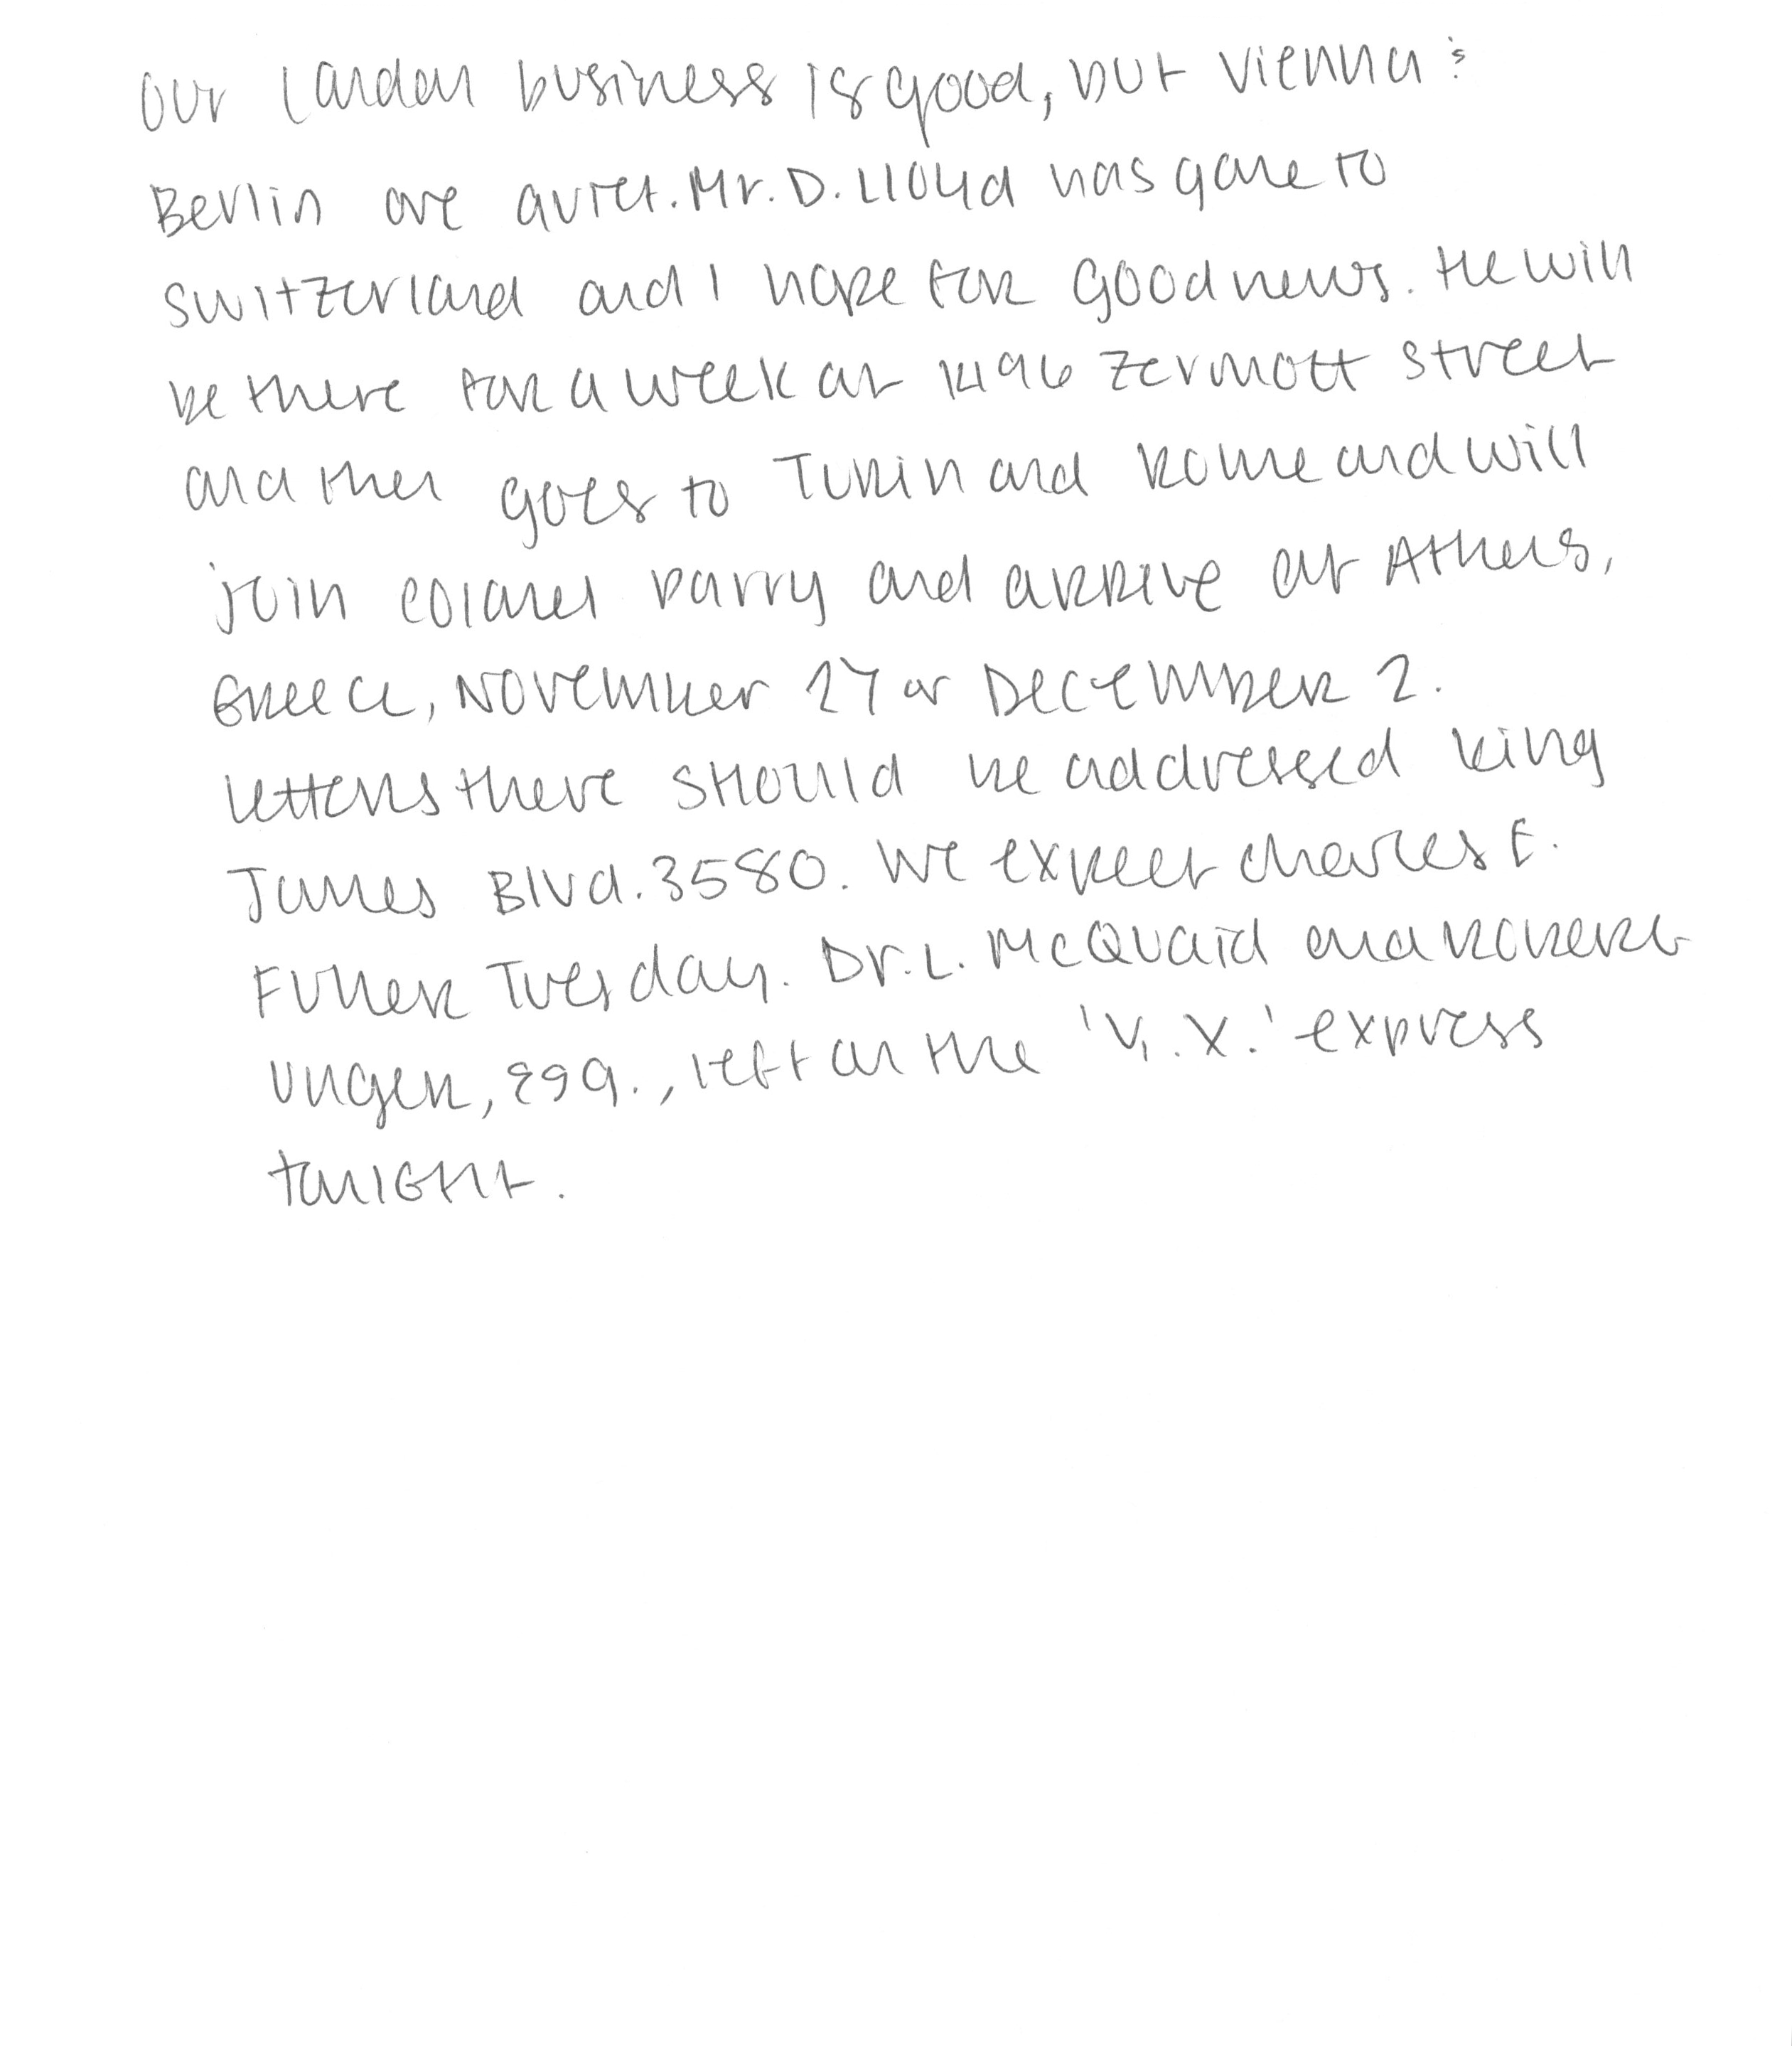 Our London business is good, but Vienna &
Berlin are quiet. Mr. D. Lloyd has gone to
Switzerland and I hope for good news. He will
be there for a week at 1496 Zermott Street
and then goes to Turin and Rome and will
join Colonel Parry and arrive at Athens,
Greece, November 27 or December 2.
Letters there should be addressed King
James Blvd. 3580. We expect Charles E.
Fuller Tuesday. Dr. L. McQuaid and Robert
Unger, Esq., left on the 'V.X.' Express
tonight.